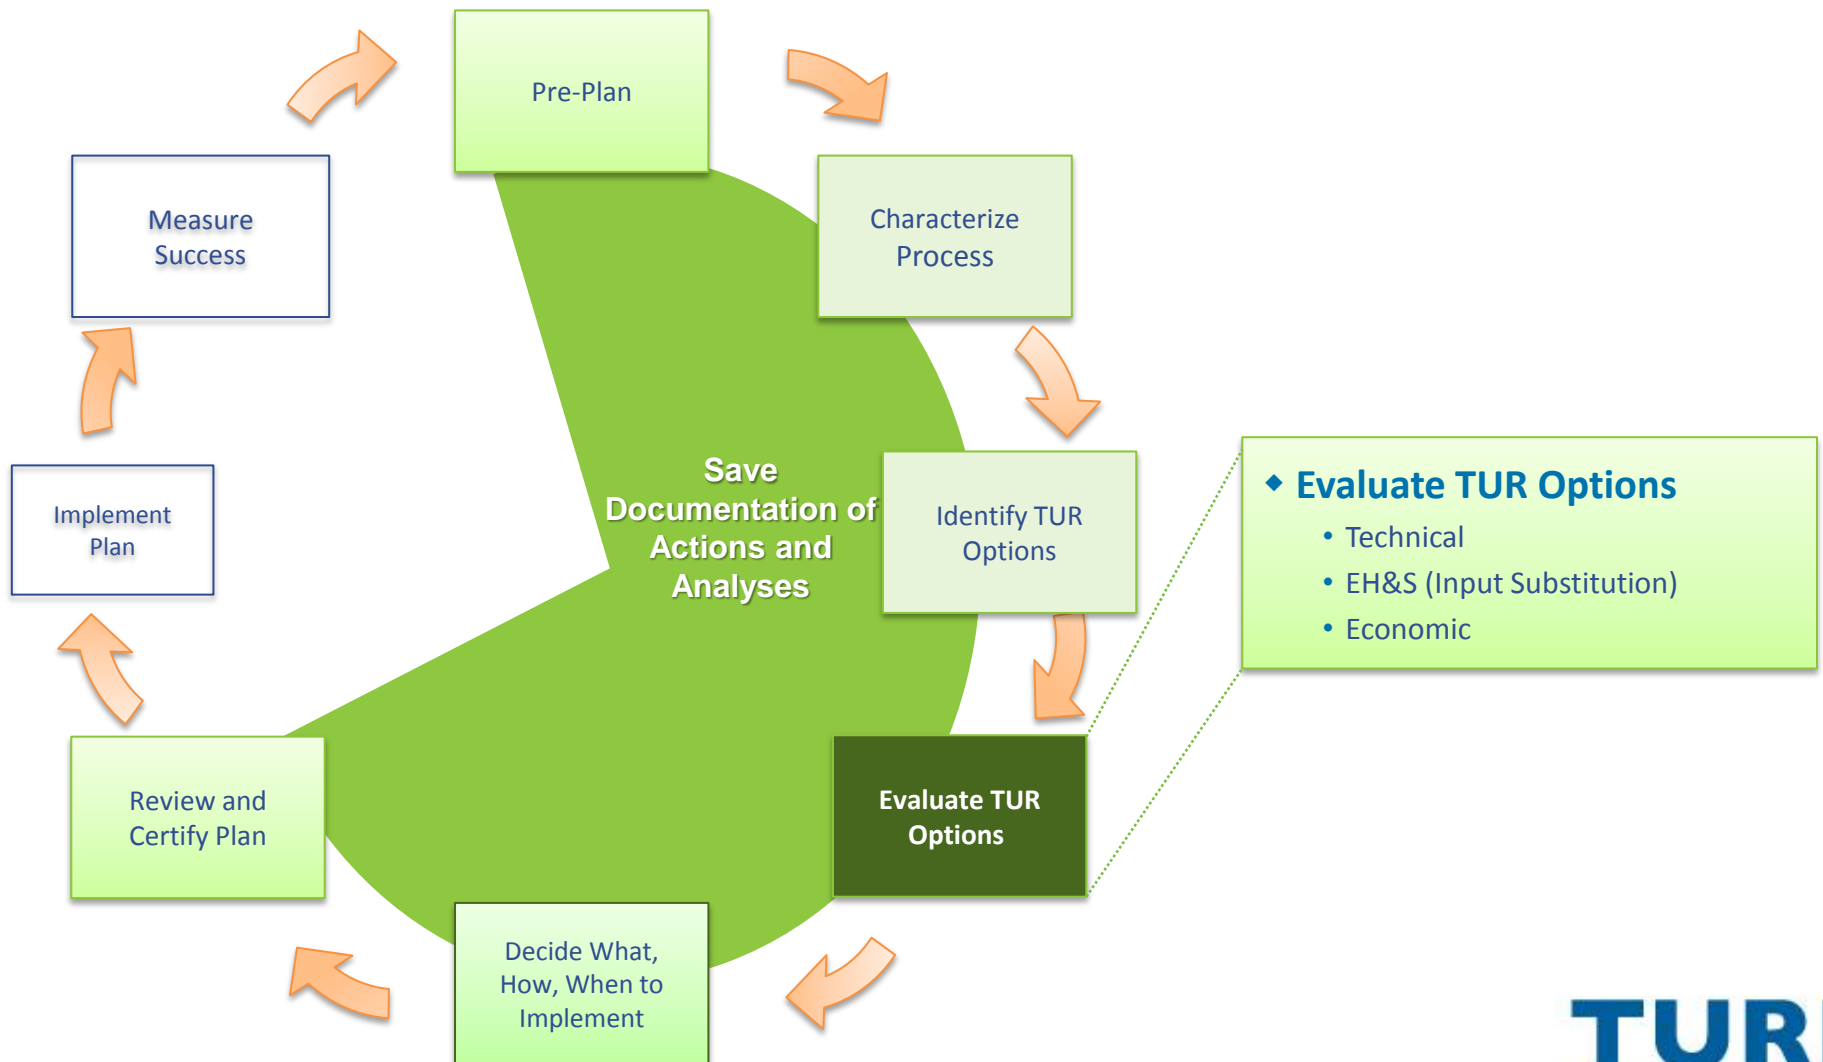 Pre-Plan
Characterize
Process
Identify TUR
Options
Evaluate TUR
Options
Decide What,
How, When to
Implement
Review and
Certify Plan
Implement
Plan
Measure
Success
Save
Documentation of
Actions and
Analyses
◆ Evaluate TUR Options
• Technical
• EH&S (Input Substitution)
• Economic